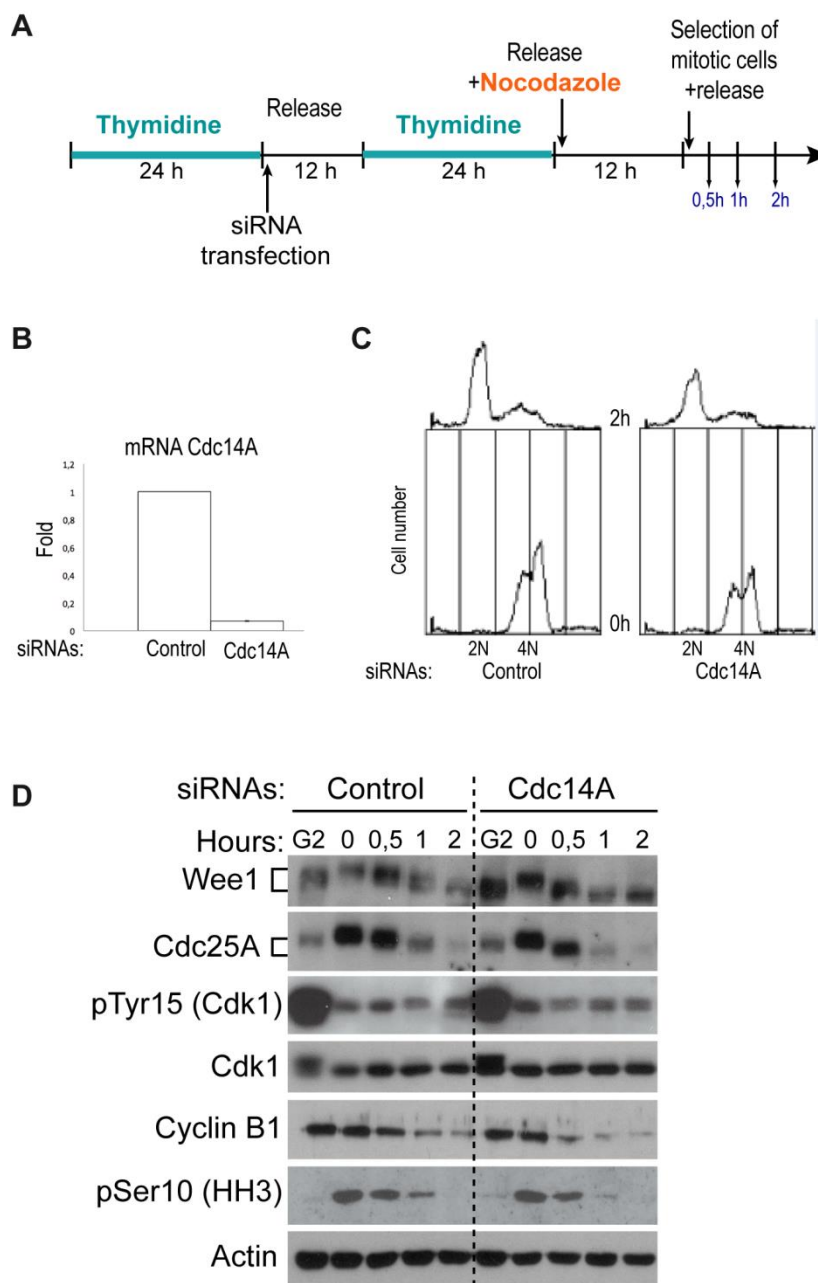 A
Release
+Nocodazole
Selection of
mitotic cells
+release
Thymidine
Release
Thymidine
24 h
12 h
24 h
12 h
0,5h
1h
2h
siRNA
transfection
B
mRNA Cdc14A
1,2
1
0,8
0,6
0,4
0,2
0
Fold
siRNAs:
Control
Cdc14A
C
2h
Cell number
0h
2N
4N
2N
4N
siRNAs:
Control
Cdc14A
D
siRNAs:
Control
Cdc14A
Hours: G2 0 0,5 1 2 G2 0 0,5 1 2
Wee1
Cdc25A
pTyr15 (Cdk1)
Cdk1
Cyclin B1
pSer10 (HH3)
Actin